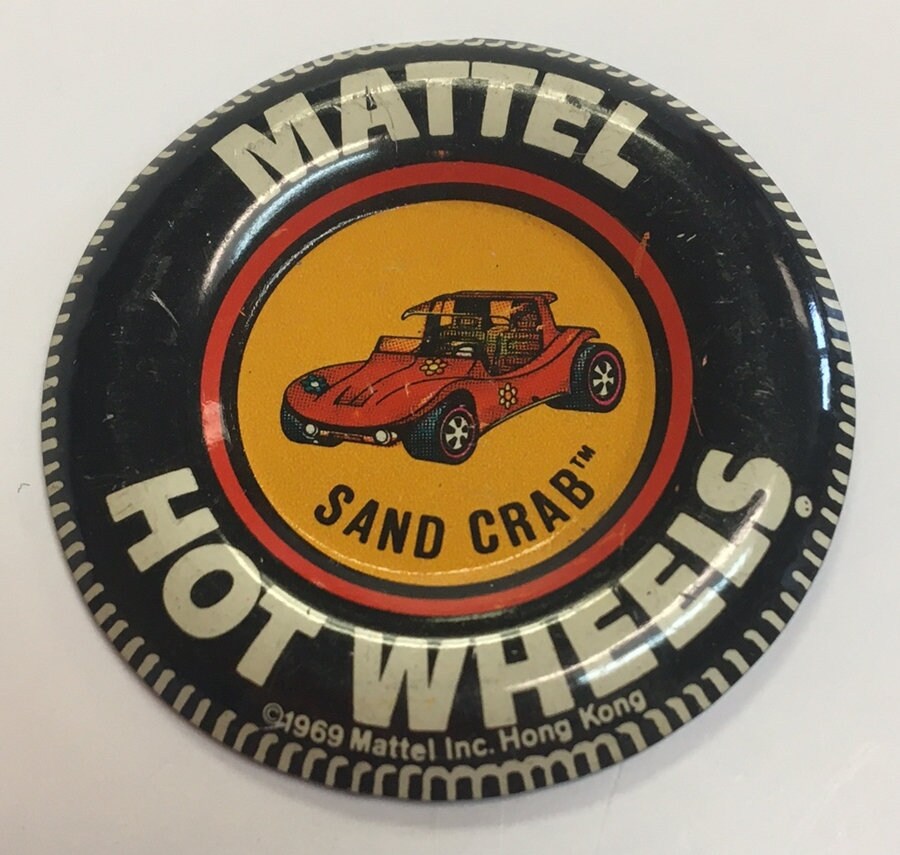 MATTEL
SAND CRAB™
HOT WHEELS®
©1969 Mattel Inc. Hong Kong